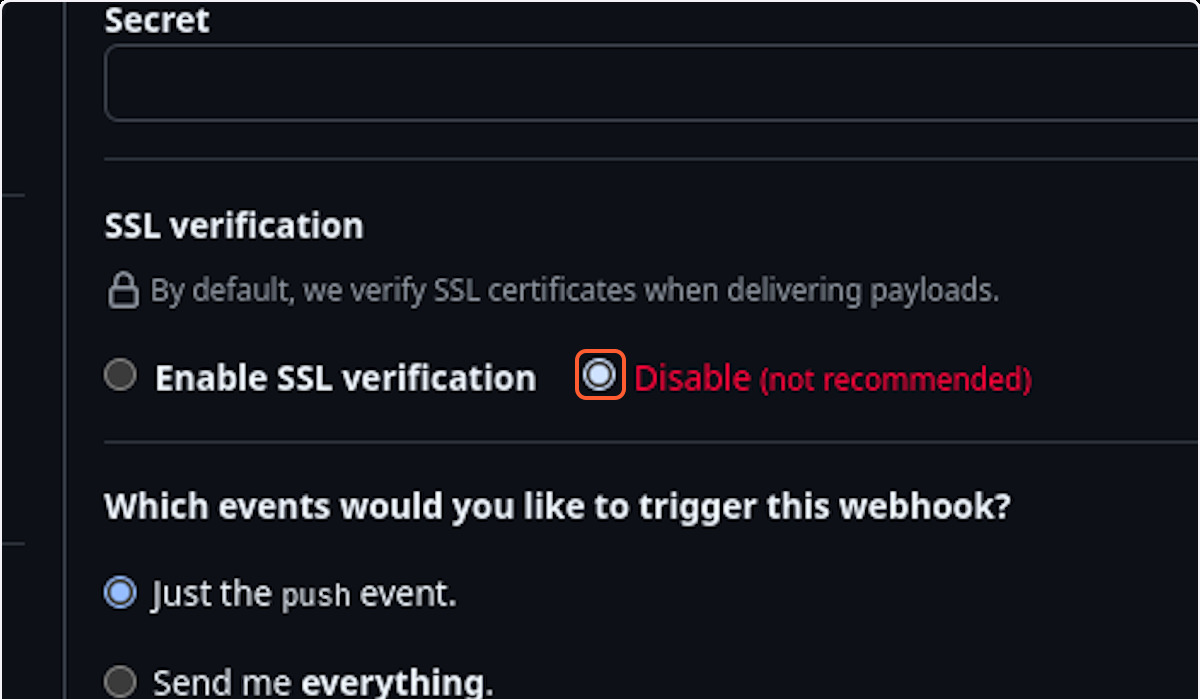 Secret
SSL verification
By default, we verify SSL certificates when delivering payloads.
Enable SSL verification Disable (not recommended)
Which events would you like to trigger this webhook?
Just the push event.
Send me everything.